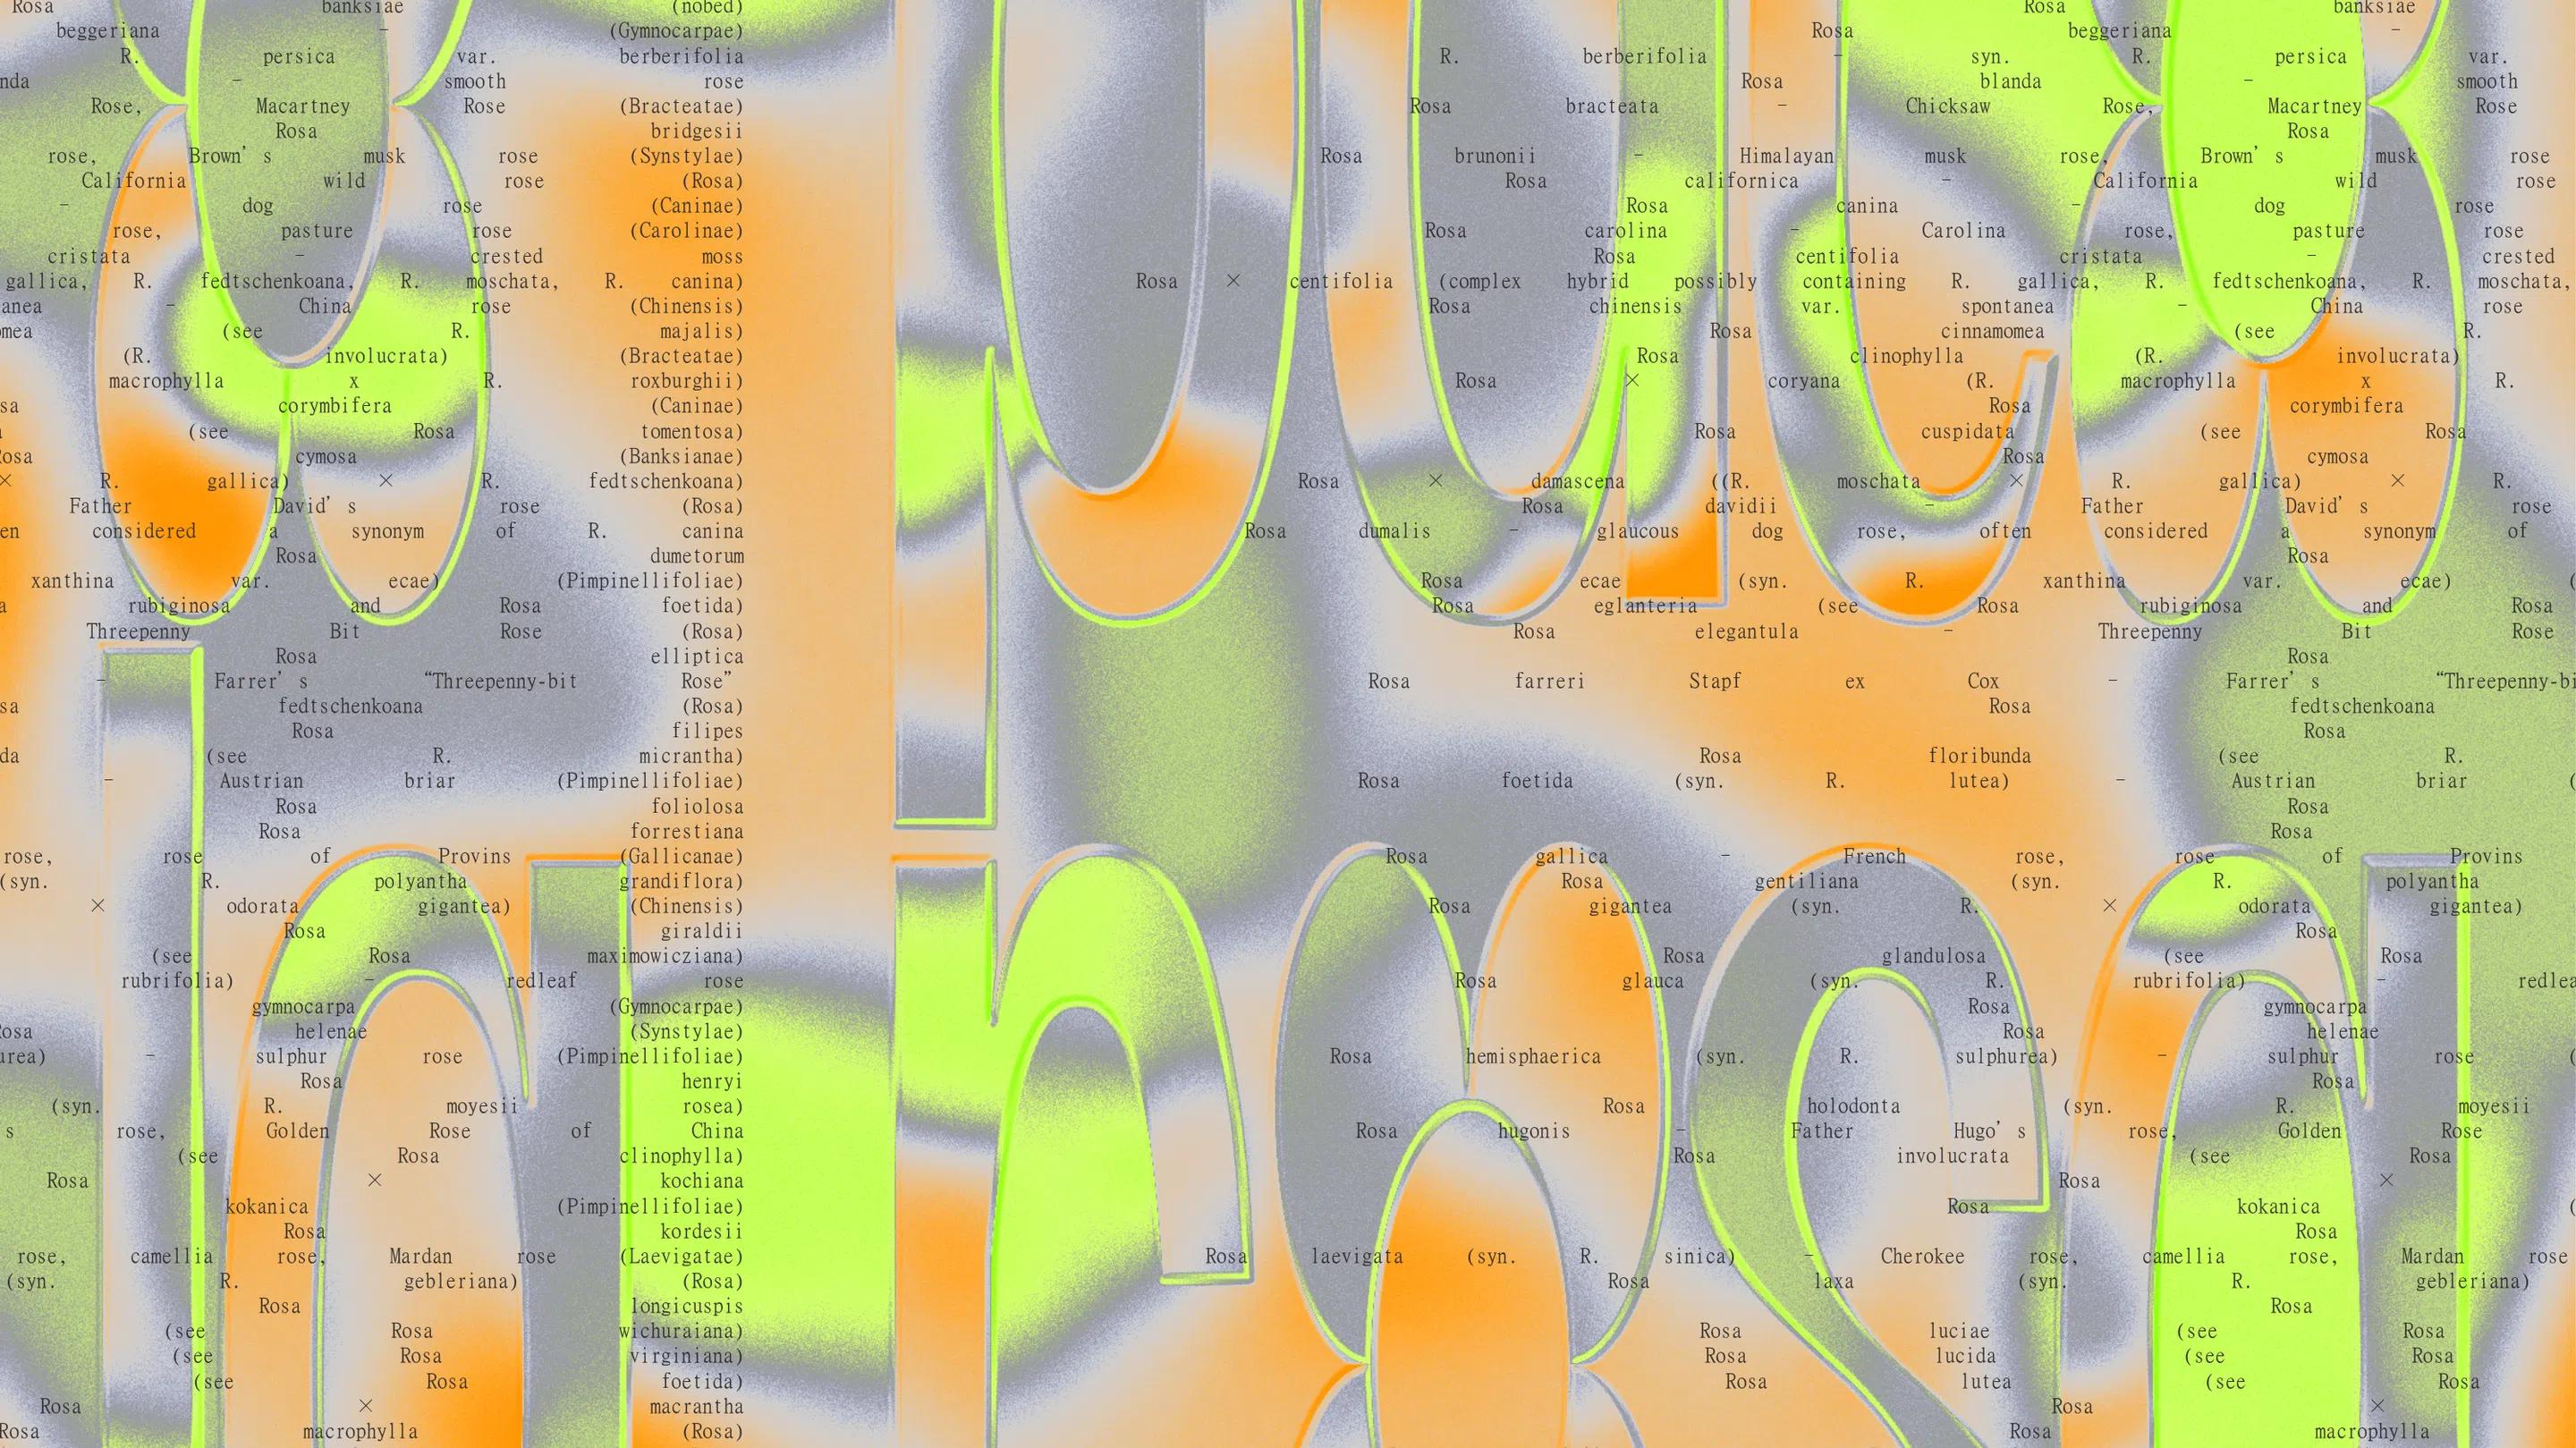 Rosa banksiae (nobed) Rosa banksiae
beggeriana - (Gymnocarpae) Rosa beggeriana -
R. persica var. berberifolia R. berberifolia - syn. R. persica var.
nda - smooth rose Rosa blanda - smooth
Rose, Macartney Rose (Bracteatae) Rosa bracteata - Chicksaw Rose, Macartney Rose
Rosa bridgesii Rosa
rose, Brown's musk rose (Synstylae) Rosa brunonii - Himalayan musk rose, Brown's musk rose
California wild rose (Rosa) Rosa californica - California wild rose
- dog rose (Caninae) Rosa canina - dog rose
rose, pasture rose (Carolinae) Rosa carolina - Carolina rose, pasture rose
cristata - crested moss Rosa centifolia cristata - crested
gallica, R. fedtschenkoana, R. moschata, R. canina) Rosa × centifolia (complex hybrid possibly containing R. gallica, R. fedtschenkoana, R. moschata,
anea - China rose (Chinensis) Rosa chinensis var. spontanea - China rose
mea (see R. majalis) Rosa cinnamomea (see R.
(R. involucrata) (Bracteatae) Rosa clinophylla (R. involucrata)
macrophylla x R. roxburghii) Rosa × coryana (R. macrophylla x R.
sa corymbifera (Caninae) Rosa corymbifera
(see Rosa tomentosa) Rosa cuspidata (see Rosa
Rosa cymosa (Banksianae) Rosa cymosa
× R. gallica) × R. fedtschenkoana) Rosa × damascena ((R. moschata × R. gallica) × R.
Father David's rose (Rosa) Rosa davidii - Father David's rose
en considered a synonym of R. canina Rosa dumalis - glaucous dog rose, often considered a synonym of
Rosa dumetorum Rosa
xanthina var. ecae) (Pimpinellifoliae) Rosa ecae (syn. R. xanthina var. ecae)
a rubiginosa and Rosa foetida) Rosa eglanteria (see Rosa rubiginosa and Rosa
Threepenny Bit Rose (Rosa) Rosa elegantula - Threepenny Bit Rose
Rosa elliptica Rosa
- Farrer's “Threepenny-bit Rose” Rosa farreri Stapf ex Cox - Farrer's “Threepenny-bi
sa fedtschenkoana (Rosa) Rosa fedtschenkoana
Rosa filipes Rosa
da (see R. micrantha) Rosa floribunda (see R.
- Austrian briar (Pimpinellifoliae) Rosa foetida (syn. R. lutea) - Austrian briar (
Rosa foliolosa Rosa
Rosa forrestiana Rosa
rose, rose of Provins (Gallicanae) Rosa gallica - French rose, rose of Provins
(syn. R. polyantha grandiflora) Rosa gentiliana (syn. R. polyantha
× odorata gigantea) (Chinensis) Rosa gigantea (syn. R. × odorata gigantea)
Rosa giraldii Rosa
(see Rosa maximowicziana) Rosa glandulosa (see Rosa
rubrifolia) - redleaf rose Rosa glauca (syn. R. rubrifolia) - redlea
gymnocarpa (Gymnocarpae) Rosa gymnocarpa
Rosa helenae (Synstylae) Rosa helenae
urea) - sulphur rose (Pimpinellifoliae) Rosa hemisphaerica (syn. R. sulphurea) - sulphur rose (
Rosa henryi Rosa
(syn. R. moyesii rosea) Rosa holodonta (syn. R. moyesii
s rose, Golden Rose of China Rosa hugonis - Father Hugo's rose, Golden Rose
(see Rosa clinophylla) Rosa involucrata (see Rosa
Rosa × kochiana Rosa ×
kokanica (Pimpinellifoliae) Rosa kokanica (
Rosa kordesii Rosa
rose, camellia rose, Mardan rose (Laevigatae) Rosa laevigata (syn. R. sinica) - Cherokee rose, camellia rose, Mardan rose
(syn. R. gebleriana) (Rosa) Rosa laxa (syn. R. gebleriana)
Rosa longicuspis Rosa
(see Rosa wichuraiana) Rosa luciae (see Rosa
(see Rosa virginiana) Rosa lucida (see Rosa
(see Rosa foetida) Rosa lutea (see Rosa
Rosa × macrantha Rosa ×
Rosa macrophylla (Rosa) Rosa macrophylla